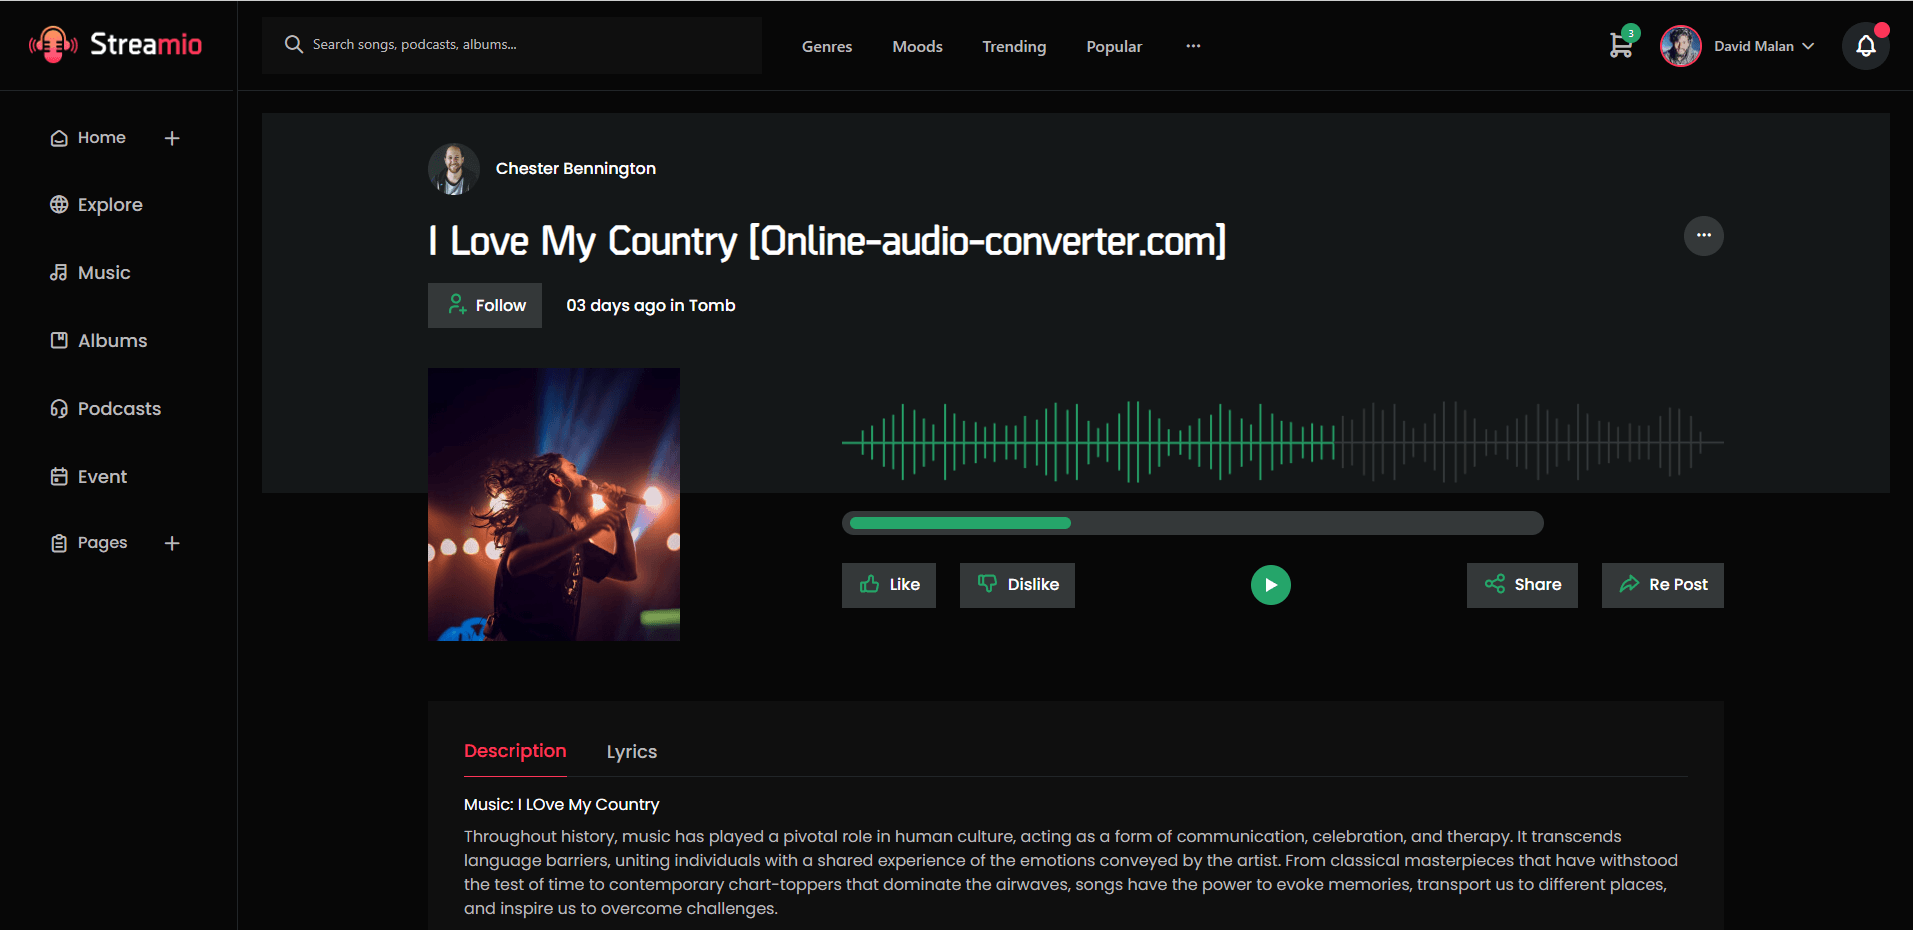 Streamio
Search songs, podcasts, albums...
Genres
Moods
Trending
Popular
3
David Malan
Home
Explore
Music
Albums
Podcasts
Event
Pages
Chester Bennington
I Love My Country [Online-audio-converter.com]
Follow
03 days ago in Tomb
Like
Dislike
Share
Re Post
Description
Lyrics
Music: I LOve My Country
Throughout history, music has played a pivotal role in human culture, acting as a form of communication, celebration, and therapy. It transcends
language barriers, uniting individuals with a shared experience of the emotions conveyed by the artist. From classical masterpieces that have withstood
the test of time to contemporary chart-toppers that dominate the airwaves, songs have the power to evoke memories, transport us to different places,
and inspire us to overcome challenges.